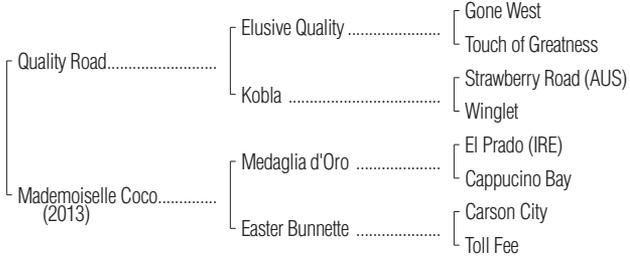 Gone West
Elusive Quality ......................
Touch of Greatness
Quality Road..........................
Strawberry Road (AUS)
Kobla ....................................
Winglet
El Prado (IRE)
Medaglia d'Oro ....................
Cappucino Bay
Mademoiselle Coco..............
(2013)
Carson City
Easter Bunnette ....................
Toll Fee